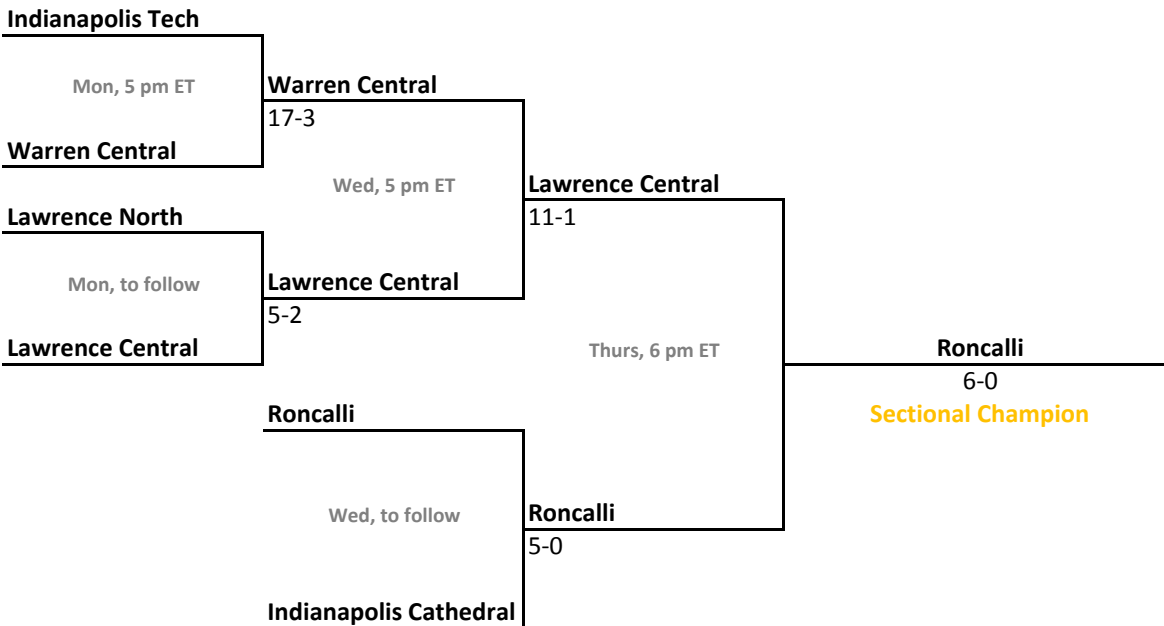 Indianapolis Tech
Mon, 5 pm ET
Warren Central
17-3
Warren Central
Wed, 5 pm ET
Lawrence Central
Lawrence North
11-1
Mon, to follow
Lawrence Central
5-2
Lawrence Central
Thurs, 6 pm ET
Roncalli
6-0
Roncalli
Sectional Champion
Wed, to follow
Roncalli
5-0
Indianapolis Cathedral